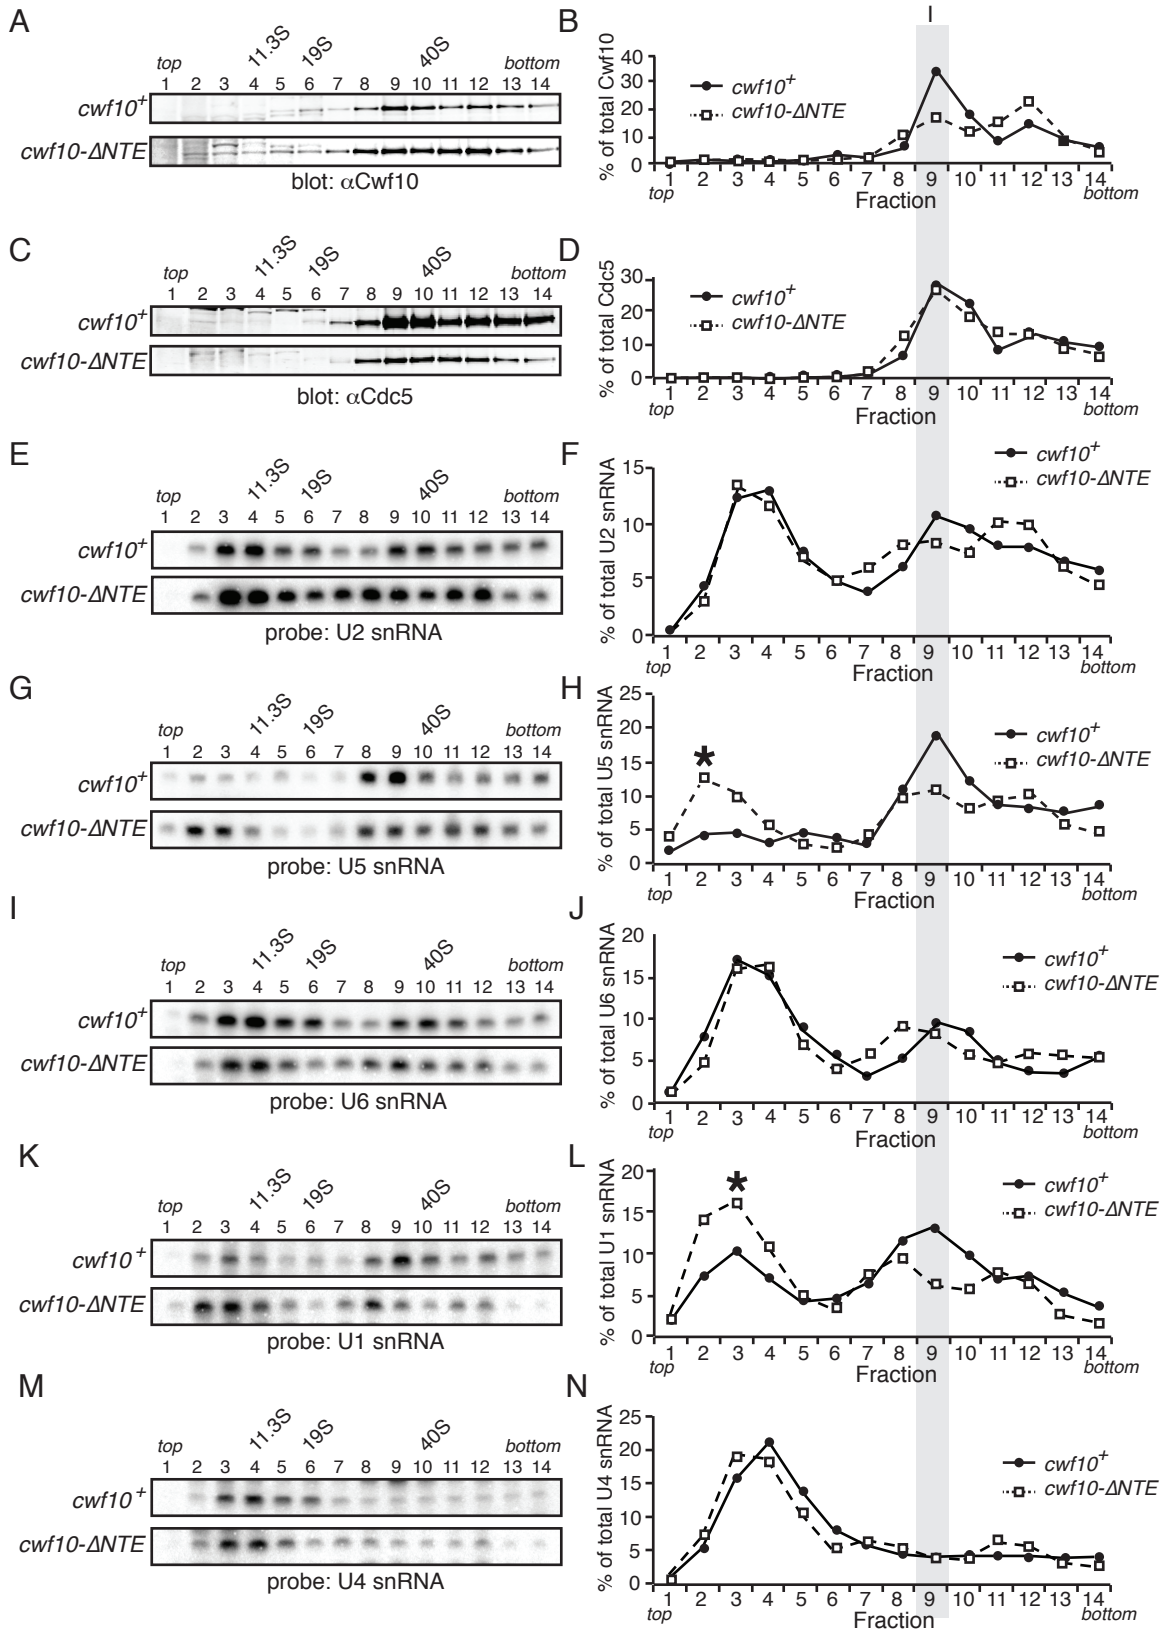 A
11.3S 19S 40S
top bottom
1 2 3 4 5 6 7 8 9 10 11 12 13 14
cwf10+
cwf10-ΔNTE
blot: αCwf10
B
I
% of total Cwf10
40
30
20
10
0
cwf10+
cwf10-ΔNTE
1 2 3 4 5 6 7 8 9 10 11 12 13 14
top Fraction bottom
C
11.3S 19S 40S
top bottom
1 2 3 4 5 6 7 8 9 10 11 12 13 14
cwf10+
cwf10-ΔNTE
blot: αCdc5
D
% of total Cdc5
30
20
10
0
cwf10+
cwf10-ΔNTE
1 2 3 4 5 6 7 8 9 10 11 12 13 14
top Fraction bottom
E
11.3S 19S 40S
top bottom
1 2 3 4 5 6 7 8 9 10 11 12 13 14
cwf10+
cwf10-ΔNTE
probe: U2 snRNA
F
% of total U2 snRNA
15
10
5
0
cwf10+
cwf10-ΔNTE
1 2 3 4 5 6 7 8 9 10 11 12 13 14
top Fraction bottom
G
11.3S 19S 40S
top bottom
1 2 3 4 5 6 7 8 9 10 11 12 13 14
cwf10+
cwf10-ΔNTE
probe: U5 snRNA
H
% of total U5 snRNA
25
20
15
10
5
0
*
cwf10+
cwf10-ΔNTE
1 2 3 4 5 6 7 8 9 10 11 12 13 14
top Fraction bottom
I
11.3S 19S 40S
top bottom
1 2 3 4 5 6 7 8 9 10 11 12 13 14
cwf10+
cwf10-ΔNTE
probe: U6 snRNA
J
% of total U6 snRNA
20
15
10
5
0
cwf10+
cwf10-ΔNTE
1 2 3 4 5 6 7 8 9 10 11 12 13 14
top Fraction bottom
K
11.3S 19S 40S
top bottom
1 2 3 4 5 6 7 8 9 10 11 12 13 14
cwf10+
cwf10-ΔNTE
probe: U1 snRNA
L
% of total U1 snRNA
20
15
10
5
0
*
cwf10+
cwf10-ΔNTE
1 2 3 4 5 6 7 8 9 10 11 12 13 14
top Fraction bottom
M
11.3S 19S 40S
top bottom
1 2 3 4 5 6 7 8 9 10 11 12 13 14
cwf10+
cwf10-ΔNTE
probe: U4 snRNA
N
% of total U4 snRNA
25
20
15
10
5
0
cwf10+
cwf10-ΔNTE
1 2 3 4 5 6 7 8 9 10 11 12 13 14
top Fraction bottom